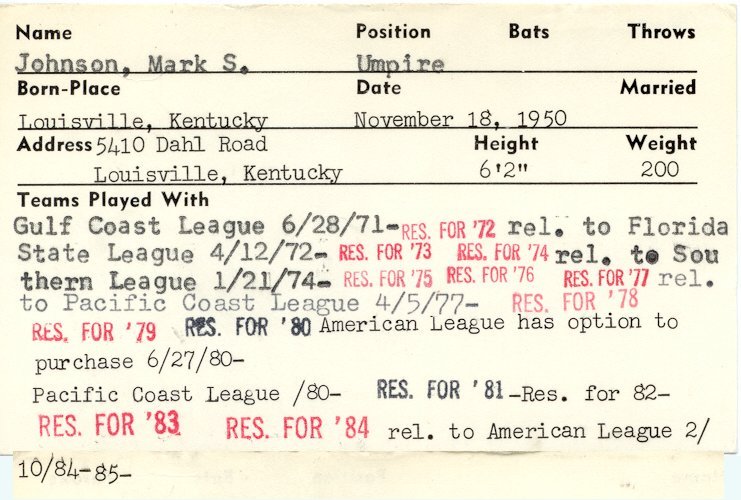 Name Position Bats Throws
Johnson, Mark S. Umpire
Born-Place Date Married
Louisville, Kentucky November 18, 1950
Address 5410 Dahl Road Height Weight
Louisville, Kentucky 6'2" 200
Teams Played With
Gulf Coast League 6/28/71- RES. FOR '72 rel. to Florida
State League 4/12/72- RES. FOR '73 RES. FOR '74 rel. to Sou
thern League 1/21/74- RES. FOR '75 RES. FOR '76 RES. FOR '77 rel.
to Pacific Coast League 4/5/77- RES. FOR '78
RES. FOR '79 RES. FOR '80 American League has option to
purchase 6/27/80-
Pacific Coast League /80- RES. FOR '81 -Res. for 82-
RES. FOR '83 RES. FOR '84 rel. to American League 2/
10/84-85-